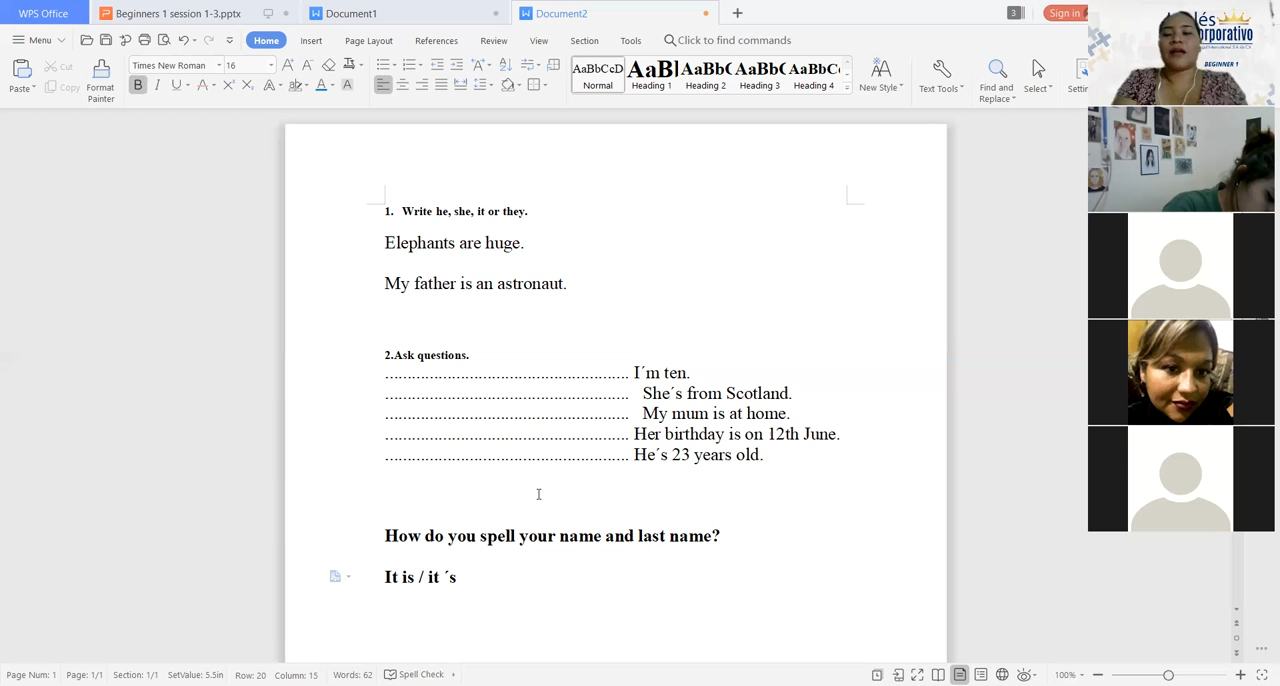 WPS Office
Beginners 1 session 1-3.pptx
Document1
Document2
3
Sign in
Menu
Home
Insert
Page Layout
References
Review
View
Section
Tools
Click to find commands
Paste
Cut
Copy
Format Painter
Times New Roman
16
AaBbCcD
Normal
Heading 1
AaBb(
Heading 2
AaBb(
Heading 3
Heading 4
New Style
Text Tools
Find and Replace
Select
BEGINNER 1
1. Write he, she, it or they.
Elephants are huge.
My father is an astronaut.
2.Ask questions.
....................................................... I´m ten.
....................................................... She´s from Scotland.
....................................................... My mum is at home.
....................................................... Her birthday is on 12th June.
....................................................... He´s 23 years old.
How do you spell your name and last name?
It is / it ´s
Page Num: 1 Page: 1/1 Section: 1/1 SetValue: 5.5in Row: 20 Column: 15 Words: 62 Spell Check
100%